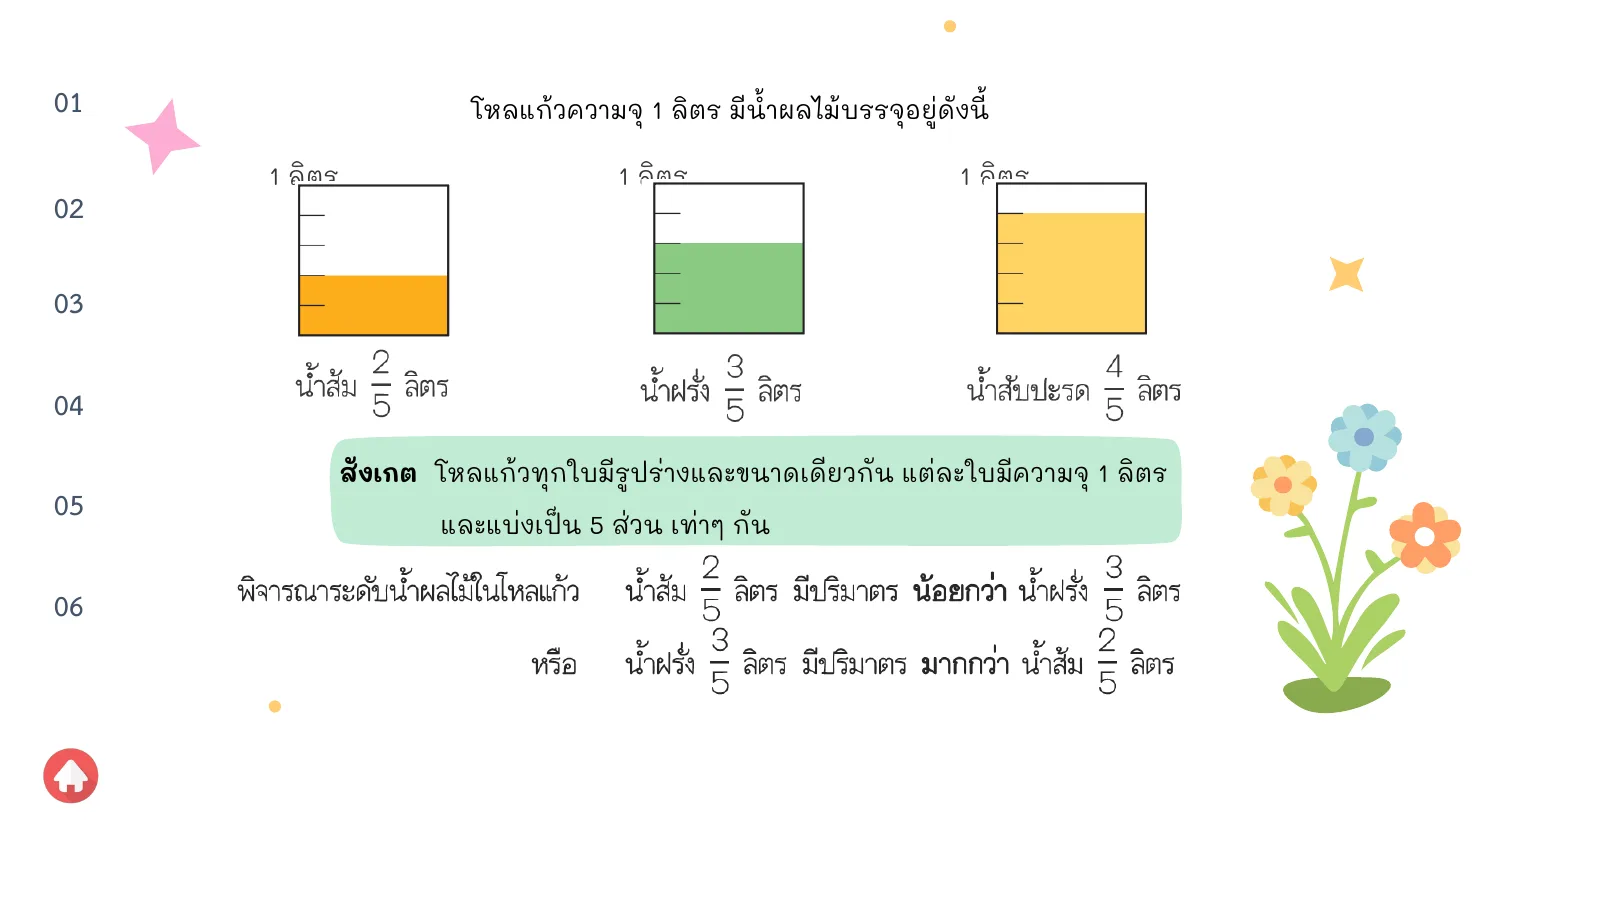 01
02
03
04
05
06
โหลแก้วความจุ 1 ลิตร มีน้ำผลไม้บรรจุอยู่ดังนี้
1 ลิตร
1 ลิตร
1 ลิตร
น้ำส้ม 2/5 ลิตร
น้ำฝรั่ง 3/5 ลิตร
น้ำสับปะรด 4/5 ลิตร
สังเกต โหลแก้วทุกใบมีรูปร่างและขนาดเดียวกัน แต่ละใบมีความจุ 1 ลิตร
และแบ่งเป็น 5 ส่วน เท่าๆ กัน
พิจารณาระดับน้ำผลไม้ในโหลแก้ว น้ำส้ม 2/5 ลิตร มีปริมาตร น้อยกว่า น้ำฝรั่ง 3/5 ลิตร
หรือ น้ำฝรั่ง 3/5 ลิตร มีปริมาตร มากกว่า น้ำส้ม 2/5 ลิตร